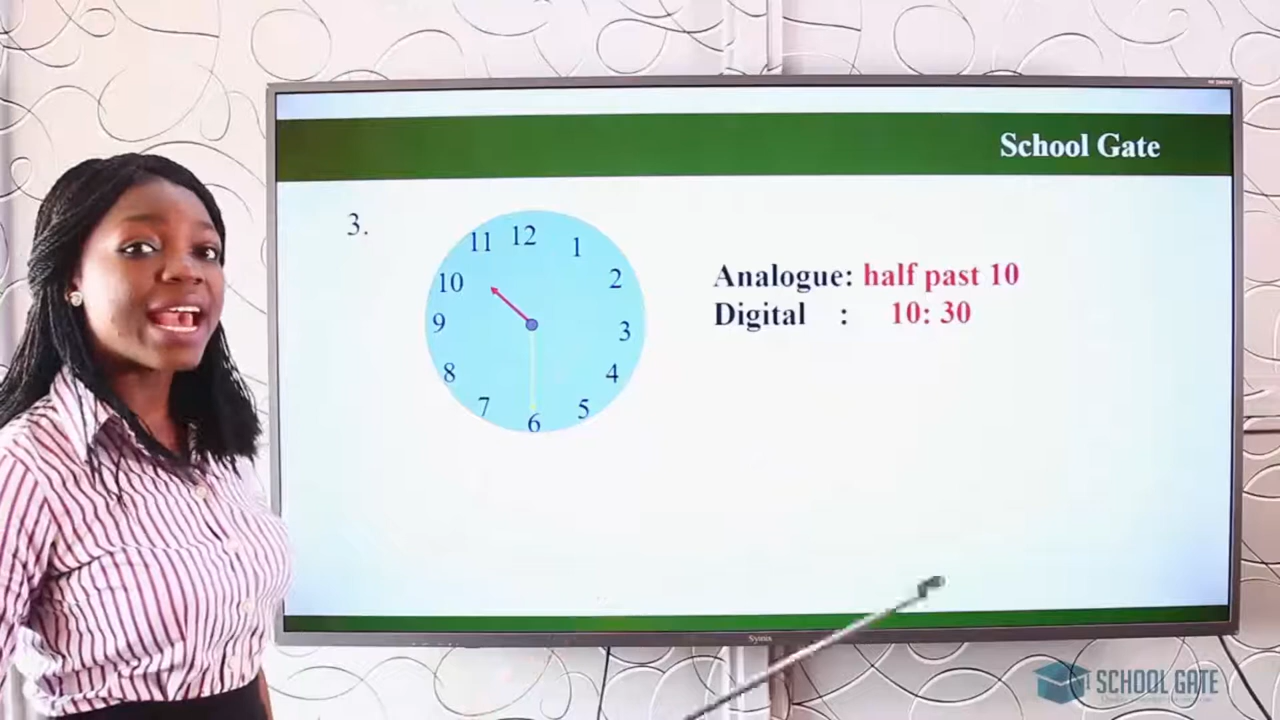 School Gate
3.
11 12 1
10 2
9 3
8 4
7 6 5
Analogue: half past 10
Digital : 10: 30
Symix
SCHOOL GATE